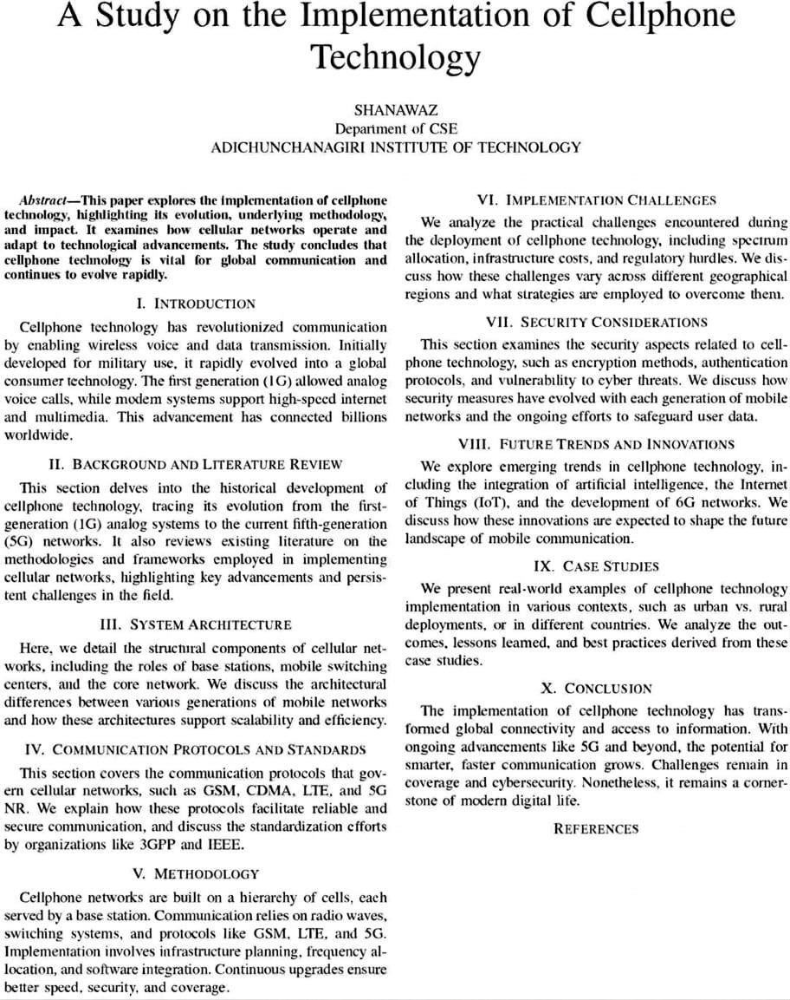 A Study on the Implementation of Cellphone
Technology
SHANAWAZ
Department of CSE
ADICHUNCHANAGIRI INSTITUTE OF TECHNOLOGY
Abstract—This paper explores the implementation of cellphone
technology, highlighting its evolution, underlying methodology,
and impact. It examines how cellular networks operate and
adapt to technological advancements. The study concludes that
cellphone technology is vital for global communication and
continues to evolve rapidly.
I. INTRODUCTION
Cellphone technology has revolutionized communication
by enabling wireless voice and data transmission. Initially
developed for military use, it rapidly evolved into a global
consumer technology. The first generation (1G) allowed analog
voice calls, while modern systems support high-speed internet
and multimedia. This advancement has connected billions
worldwide.
II. BACKGROUND AND LITERATURE REVIEW
This section delves into the historical development of
cellphone technology, tracing its evolution from the first-
generation (1G) analog systems to the current fifth-generation
(5G) networks. It also reviews existing literature on the
methodologies and frameworks employed in implementing
cellular networks, highlighting key advancements and persis-
tent challenges in the field.
III. SYSTEM ARCHITECTURE
Here, we detail the structural components of cellular net-
works, including the roles of base stations, mobile switching
centers, and the core network. We discuss the architectural
differences between various generations of mobile networks
and how these architectures support scalability and efficiency.
IV. COMMUNICATION PROTOCOLS AND STANDARDS
This section covers the communication protocols that gov-
ern cellular networks, such as GSM, CDMA, LTE, and 5G
NR. We explain how these protocols facilitate reliable and
secure communication, and discuss the standardization efforts
by organizations like 3GPP and IEEE.
V. METHODOLOGY
Cellphone networks are built on a hierarchy of cells, each
served by a base station. Communication relies on radio waves,
switching systems, and protocols like GSM, LTE, and 5G.
Implementation involves infrastructure planning, frequency al-
location, and software integration. Continuous upgrades ensure
better speed, security, and coverage.
VI. IMPLEMENTATION CHALLENGES
We analyze the practical challenges encountered during
the deployment of cellphone technology, including spectrum
allocation, infrastructure costs, and regulatory hurdles. We dis-
cuss how these challenges vary across different geographical
regions and what strategies are employed to overcome them.
VII. SECURITY CONSIDERATIONS
This section examines the security aspects related to cell-
phone technology, such as encryption methods, authentication
protocols, and vulnerability to cyber threats. We discuss how
security measures have evolved with each generation of mobile
networks and the ongoing efforts to safeguard user data.
VIII. FUTURE TRENDS AND INNOVATIONS
We explore emerging trends in cellphone technology, in-
cluding the integration of artificial intelligence, the Internet
of Things (IoT), and the development of 6G networks. We
discuss how these innovations are expected to shape the future
landscape of mobile communication.
IX. CASE STUDIES
We present real-world examples of cellphone technology
implementation in various contexts, such as urban vs. rural
deployments, or in different countries. We analyze the out-
comes, lessons learned, and best practices derived from these
case studies.
X. CONCLUSION
The implementation of cellphone technology has trans-
formed global connectivity and access to information. With
ongoing advancements like 5G and beyond, the potential for
smarter, faster communication grows. Challenges remain in
coverage and cybersecurity. Nonetheless, it remains a corner-
stone of modern digital life.
REFERENCES